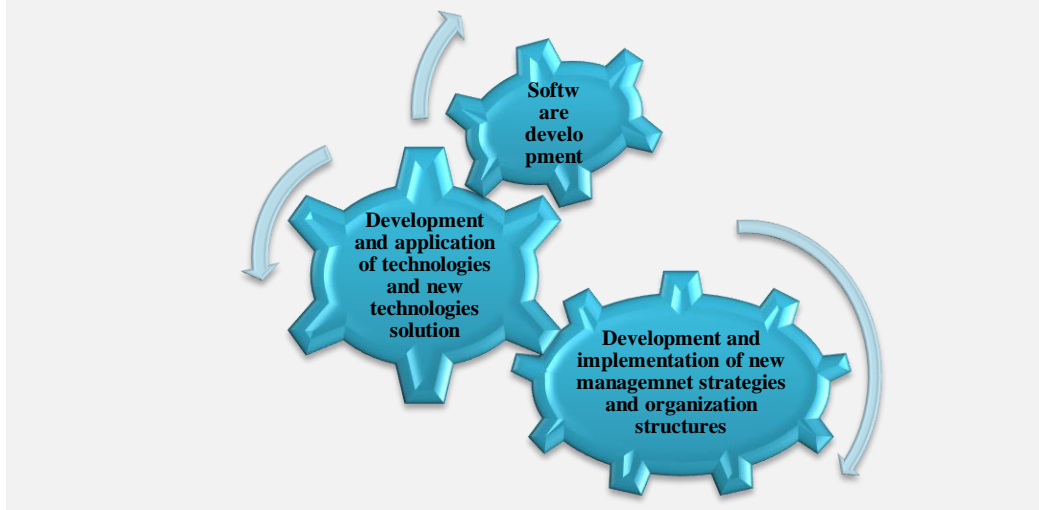 Softw
are
develo
pment
Development
and application
of technologies
and new
technologies
solution
Development and
implementation of new
managemnet strategies
and organization
structures